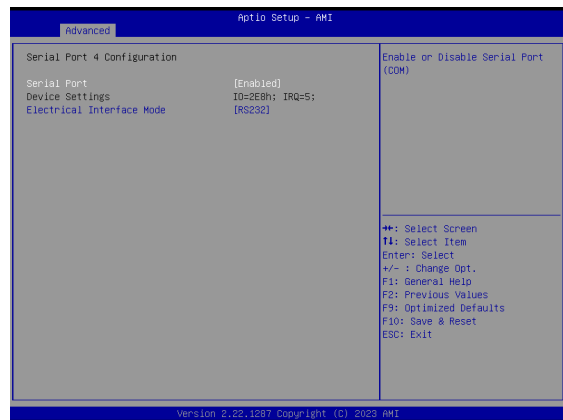 Aptio Setup - AMI
Advanced
Serial Port 4 Configuration
Serial Port [Enabled]
Device Settings IO=2E8h; IRQ=5;
Electrical Interface Mode [RS232]
Enable or Disable Serial Port
(COM)
→←: Select Screen
↑↓: Select Item
Enter: Select
+/- : Change Opt.
F1: General Help
F2: Previous Values
F9: Optimized Defaults
F10: Save & Reset
ESC: Exit
Version 2.22.1287 Copyright (C) 2023 AMI